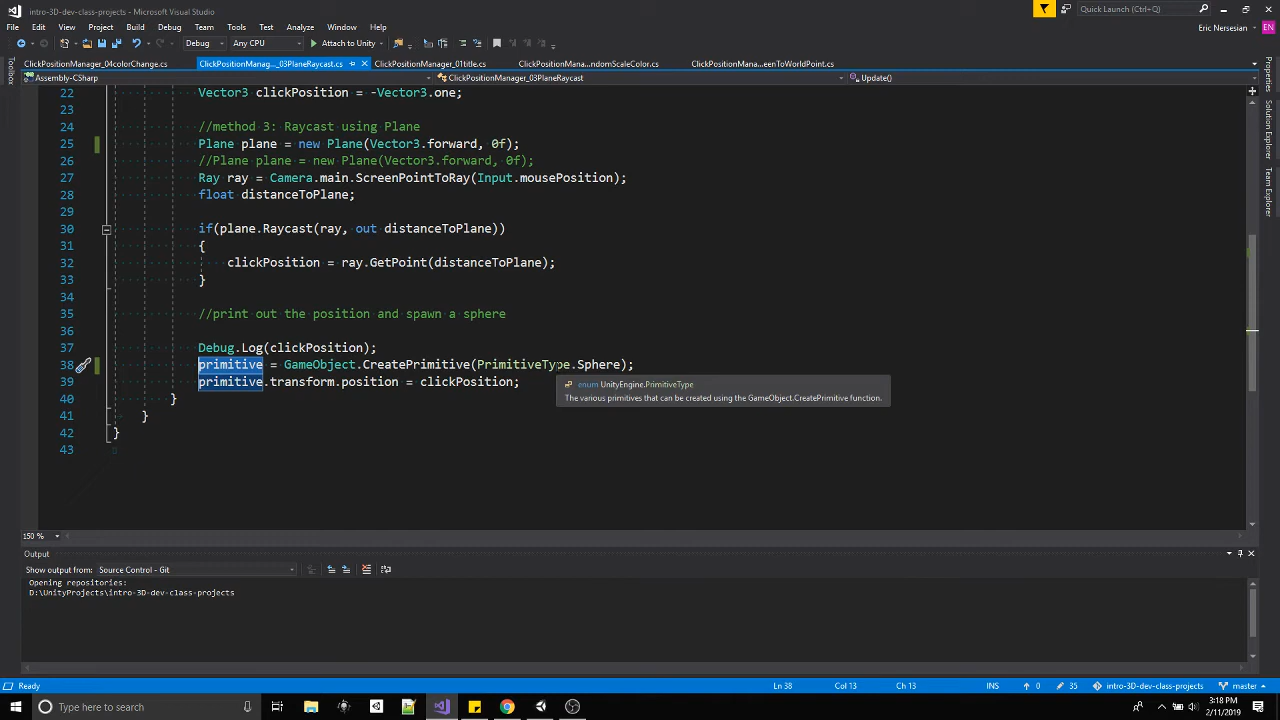 intro-3D-dev-class-projects - Microsoft Visual Studio
Quick Launch (Ctrl+Q)
File Edit View Project Build Debug Team Tools Test Analyze Window Help
Eric Nersesian EN
Debug Any CPU Attach to Unity
Toolbox
ClickPositionManager_04colorChange.cs ClickPositionManag..._03PlaneRaycast.cs ClickPositionManager_01title.cs ClickPositionMana...ndomScaleColor.cs ClickPositionMana...eenToWorldPoint.cs
Assembly-CSharp ClickPositionManager_03PlaneRaycast Update()
Properties
Solution Explorer
Team Explorer
22 Vector3 clickPosition = -Vector3.one;
23
24 //method 3: Raycast using Plane
25 Plane plane = new Plane(Vector3.forward, 0f);
26 //Plane plane = new Plane(Vector3.forward, 0f);
27 Ray ray = Camera.main.ScreenPointToRay(Input.mousePosition);
28 float distanceToPlane;
29
30 if(plane.Raycast(ray, out distanceToPlane))
31 {
32 clickPosition = ray.GetPoint(distanceToPlane);
33 }
34
35 //print out the position and spawn a sphere
36
37 Debug.Log(clickPosition);
38 primitive = GameObject.CreatePrimitive(PrimitiveType.Sphere);
39 primitive.transform.position = clickPosition;
enum UnityEngine.PrimitiveType
The various primitives that can be created using the GameObject.CreatePrimitive function.
40 }
41 }
42 }
43
150 %
Output
Show output from: Source Control - Git
Opening repositories:
D:\UnityProjects\intro-3D-dev-class-projects
Ready Ln 38 Col 13 Ch 13 INS 0 35 intro-3D-dev-class-projects master
Type here to search
3:18 PM
2/11/2019